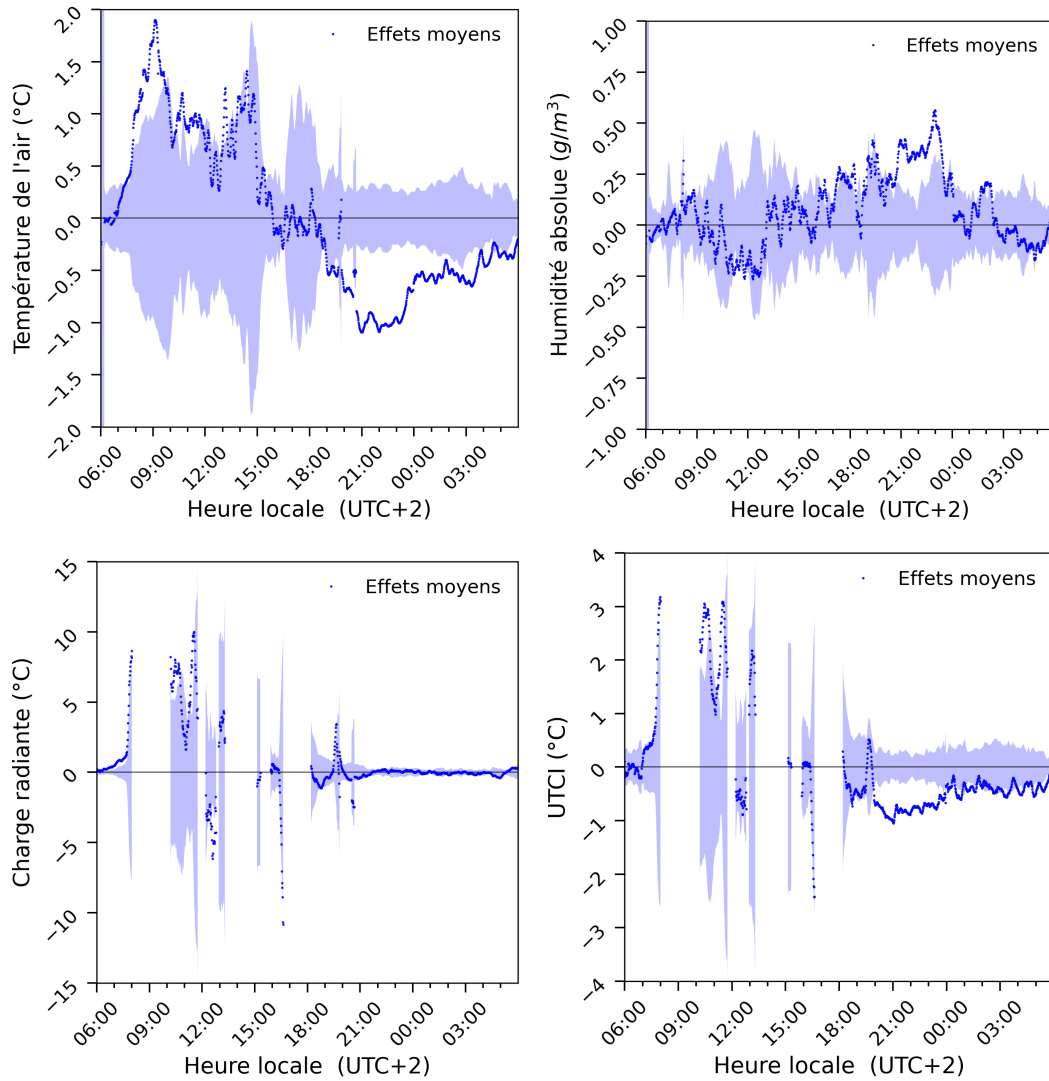 2.0
1.5
1.0
0.5
0.0
−0.5
−1.0
−1.5
−2.0
Température de l'air (°C)
Effets moyens
06:00 09:00 12:00 15:00 18:00 21:00 00:00 03:00
Heure locale (UTC+2)
1.00
0.75
0.50
0.25
0.00
−0.25
−0.50
−0.75
−1.00
Humidité absolue (g/m³)
Effets moyens
06:00 09:00 12:00 15:00 18:00 21:00 00:00 03:00
Heure locale (UTC+2)
15
10
5
0
−5
−10
−15
Charge radiante (°C)
Effets moyens
06:00 09:00 12:00 15:00 18:00 21:00 00:00 03:00
Heure locale (UTC+2)
4
3
2
1
0
−1
−2
−3
−4
UTCI (°C)
Effets moyens
06:00 09:00 12:00 15:00 18:00 21:00 00:00 03:00
Heure locale (UTC+2)